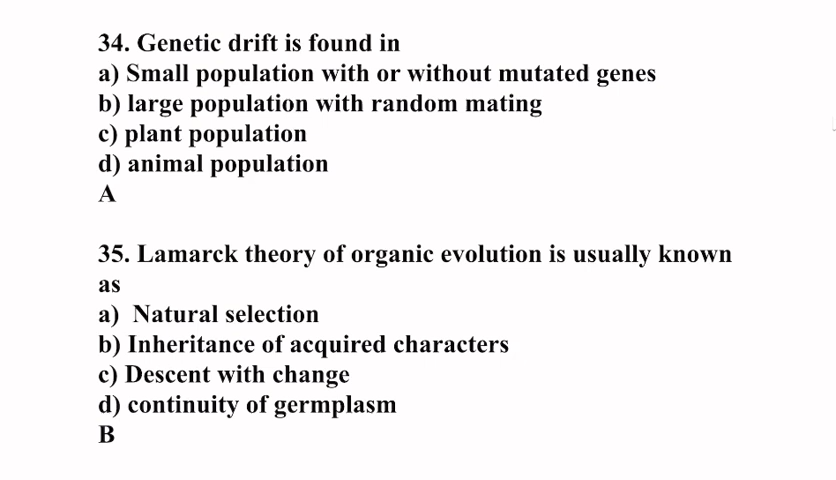 34. Genetic drift is found in
a) Small population with or without mutated genes
b) large population with random mating
c) plant population
d) animal population
A
35. Lamarck theory of organic evolution is usually known
as
a) Natural selection
b) Inheritance of acquired characters
c) Descent with change
d) continuity of germplasm
B